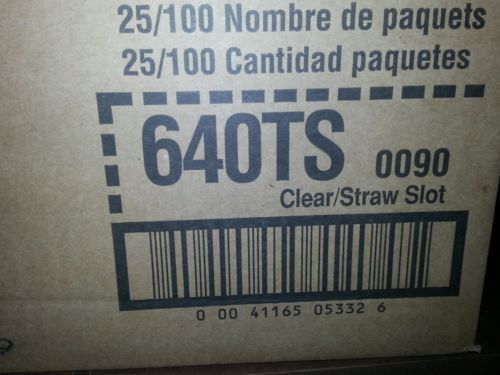 25/100 Nombre de paquets
25/100 Cantidad paquetes
640TS 0090
Clear/Straw Slot
0 00 41165 05332 6